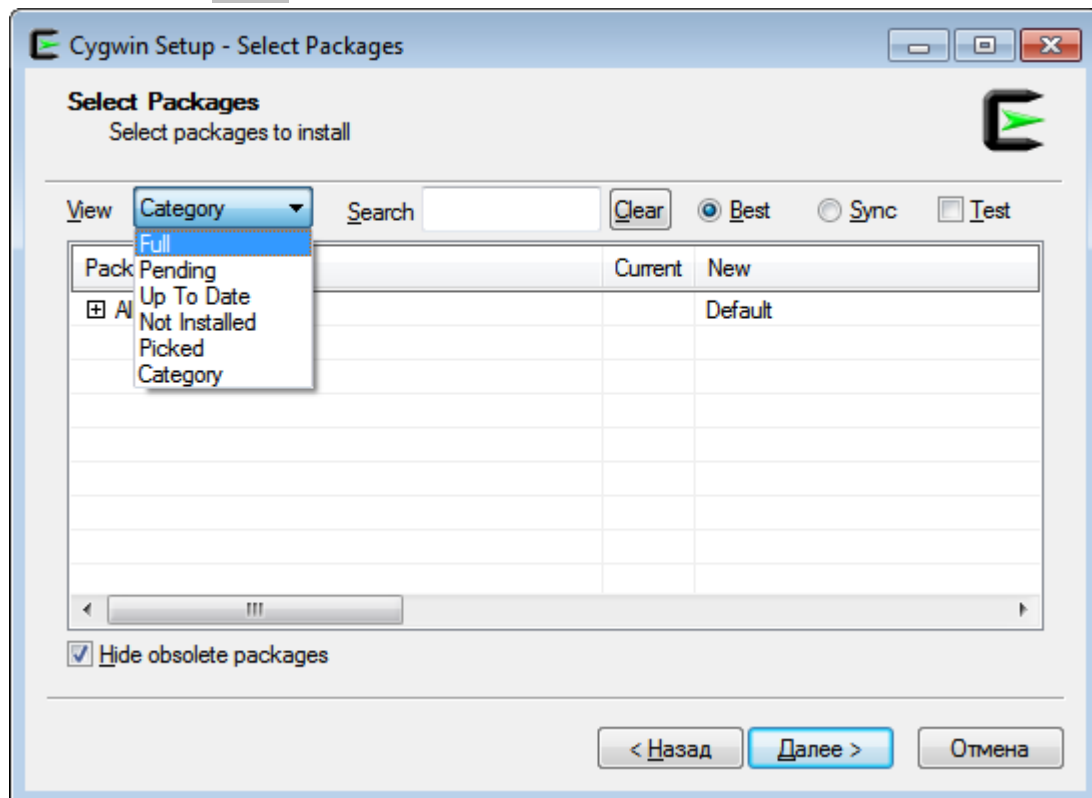 Cygwin Setup - Select Packages
Select Packages
Select packages to install
View Category Search Clear Best Sync Test
Full
Pending
Up To Date
Not Installed
Picked
Category
Current New
Default
Hide obsolete packages
< Назад Далее > Отмена